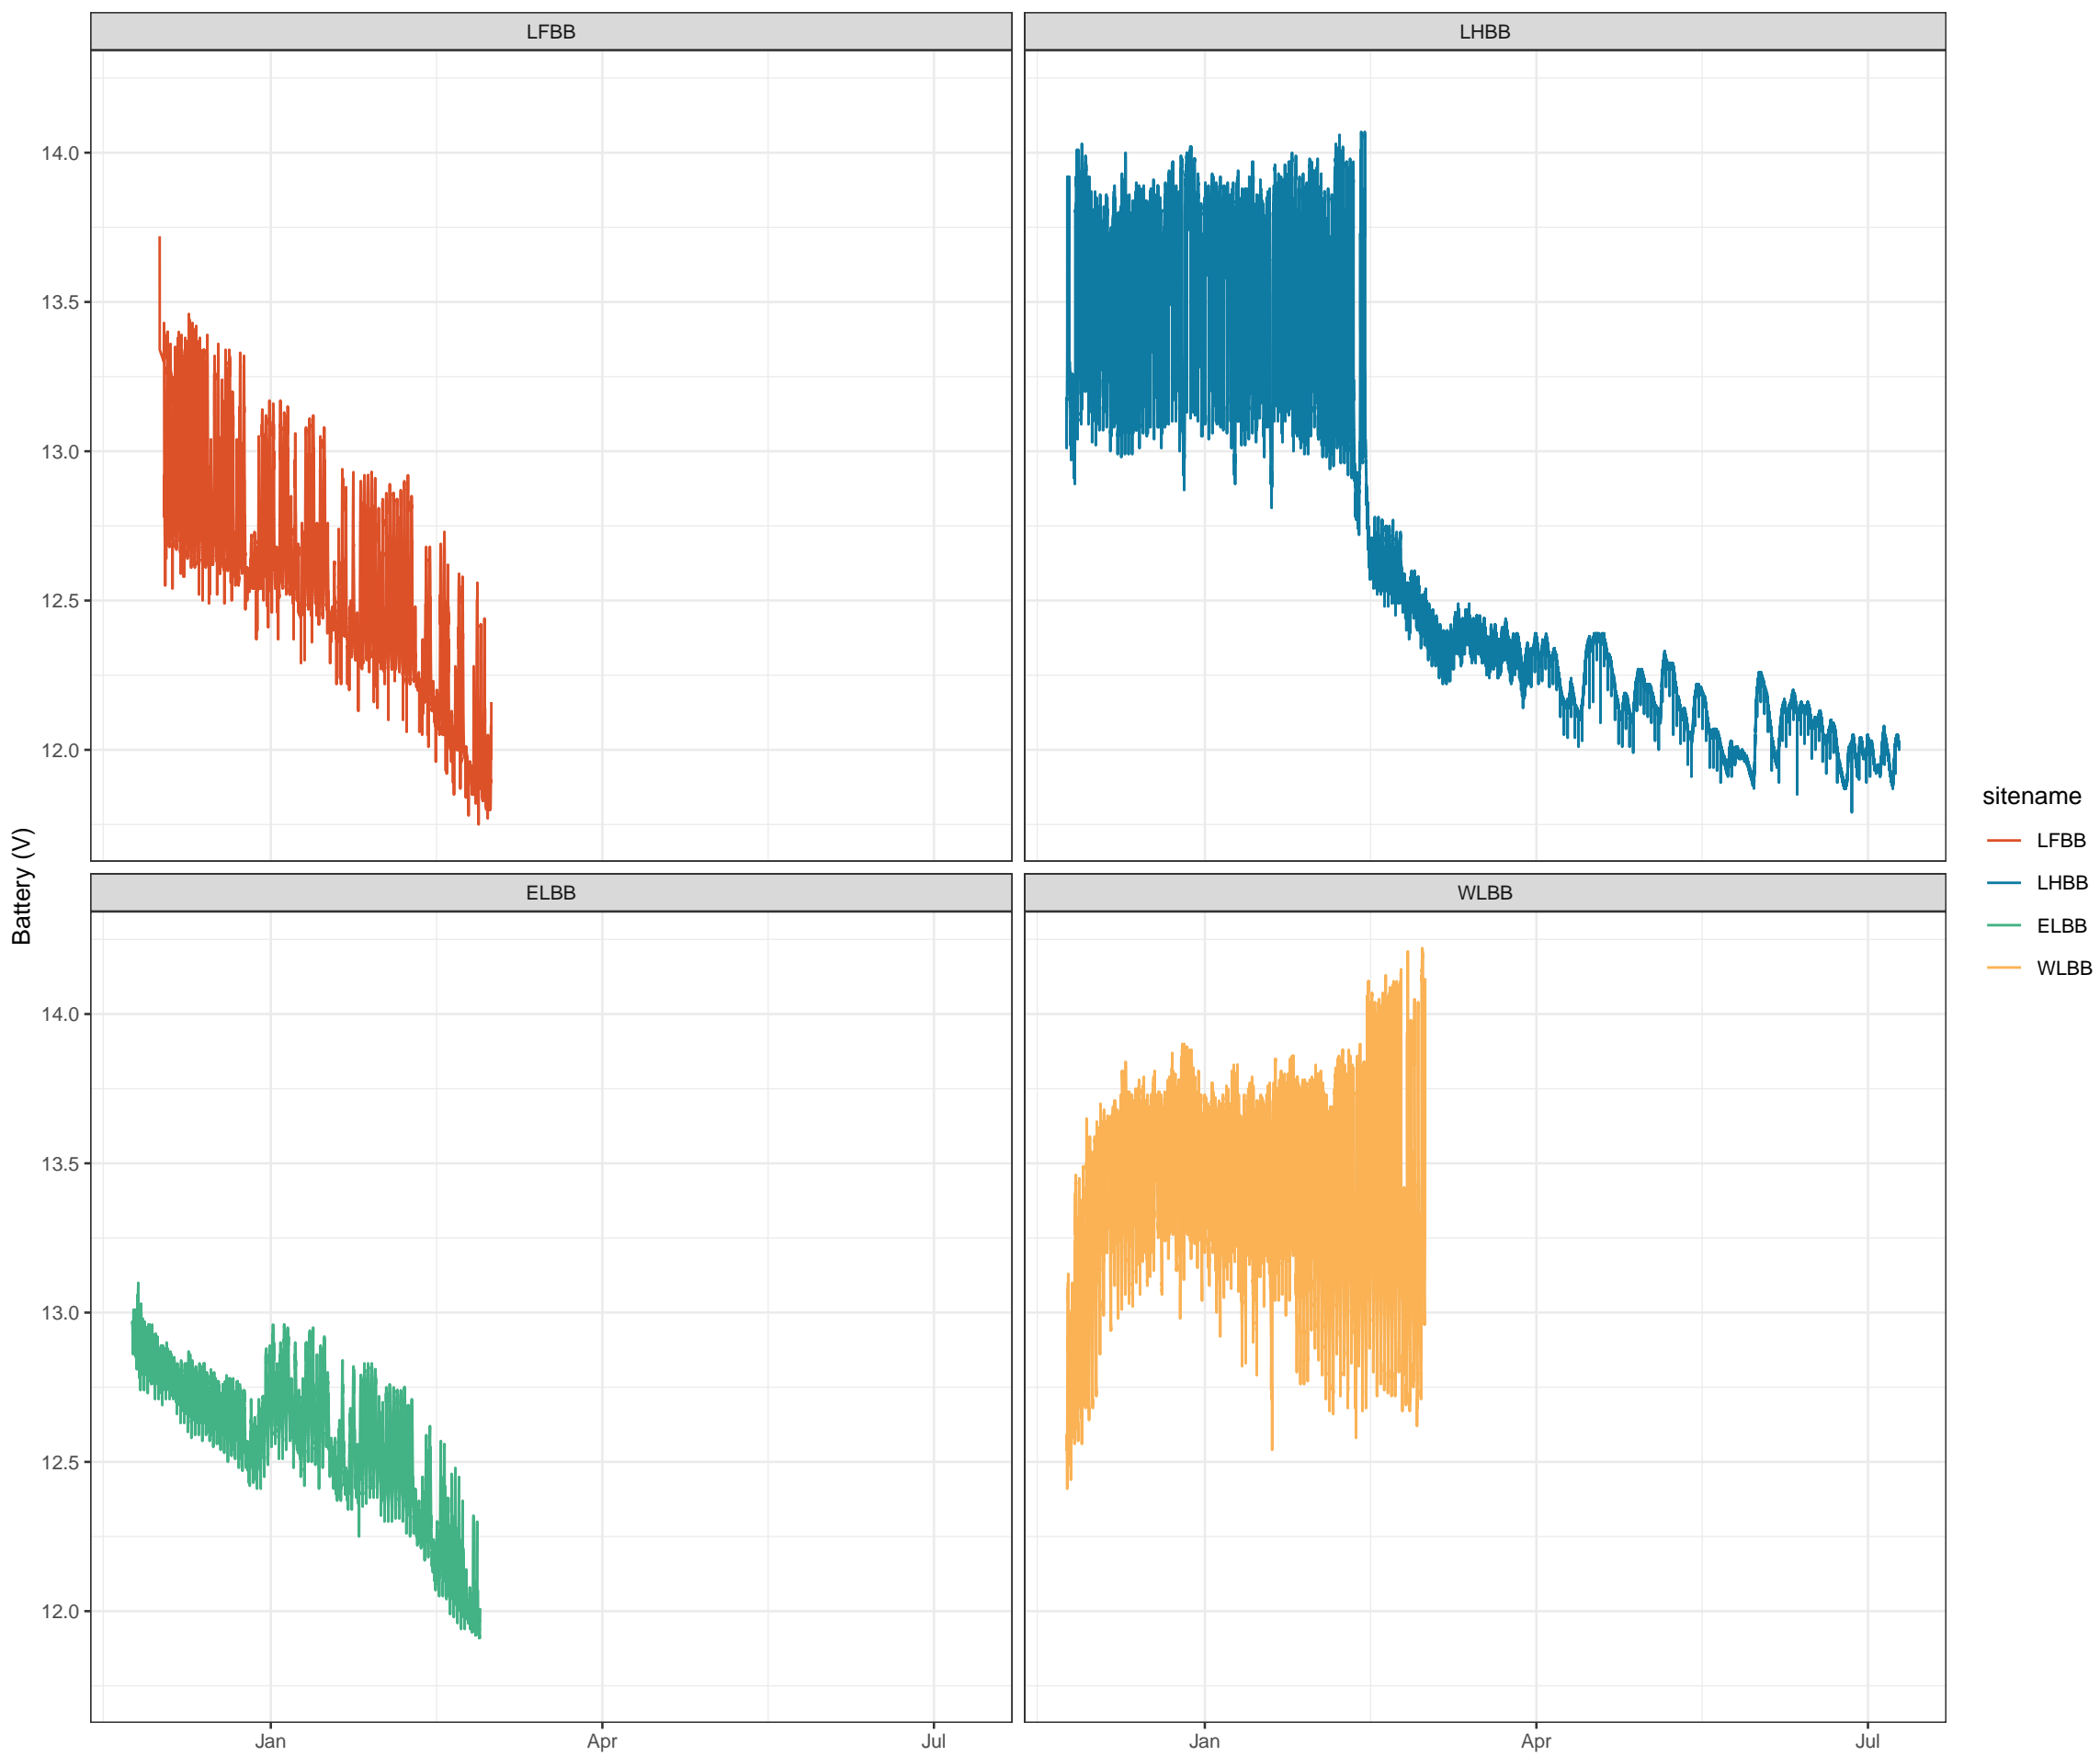 LFBB
LHBB
14.0
13.5
13.0
12.5
12.0
ELBB
WLBB
14.0
13.5
13.0
12.5
12.0
Jan
Apr
Jul
Jan
Apr
Jul
Battery (V)
sitename
LFBB
LHBB
ELBB
WLBB